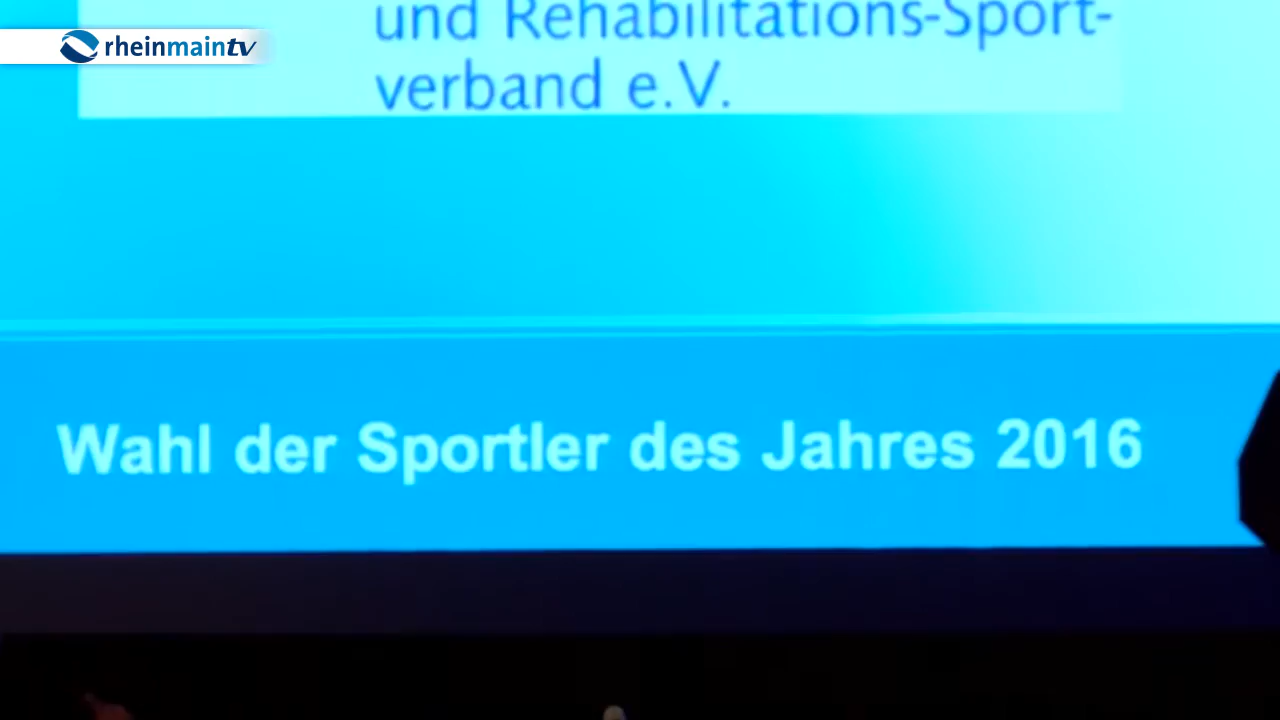 rheinmaintv
und Rehabilitations-Sport-
verband e.V.
Wahl der Sportler des Jahres 2016